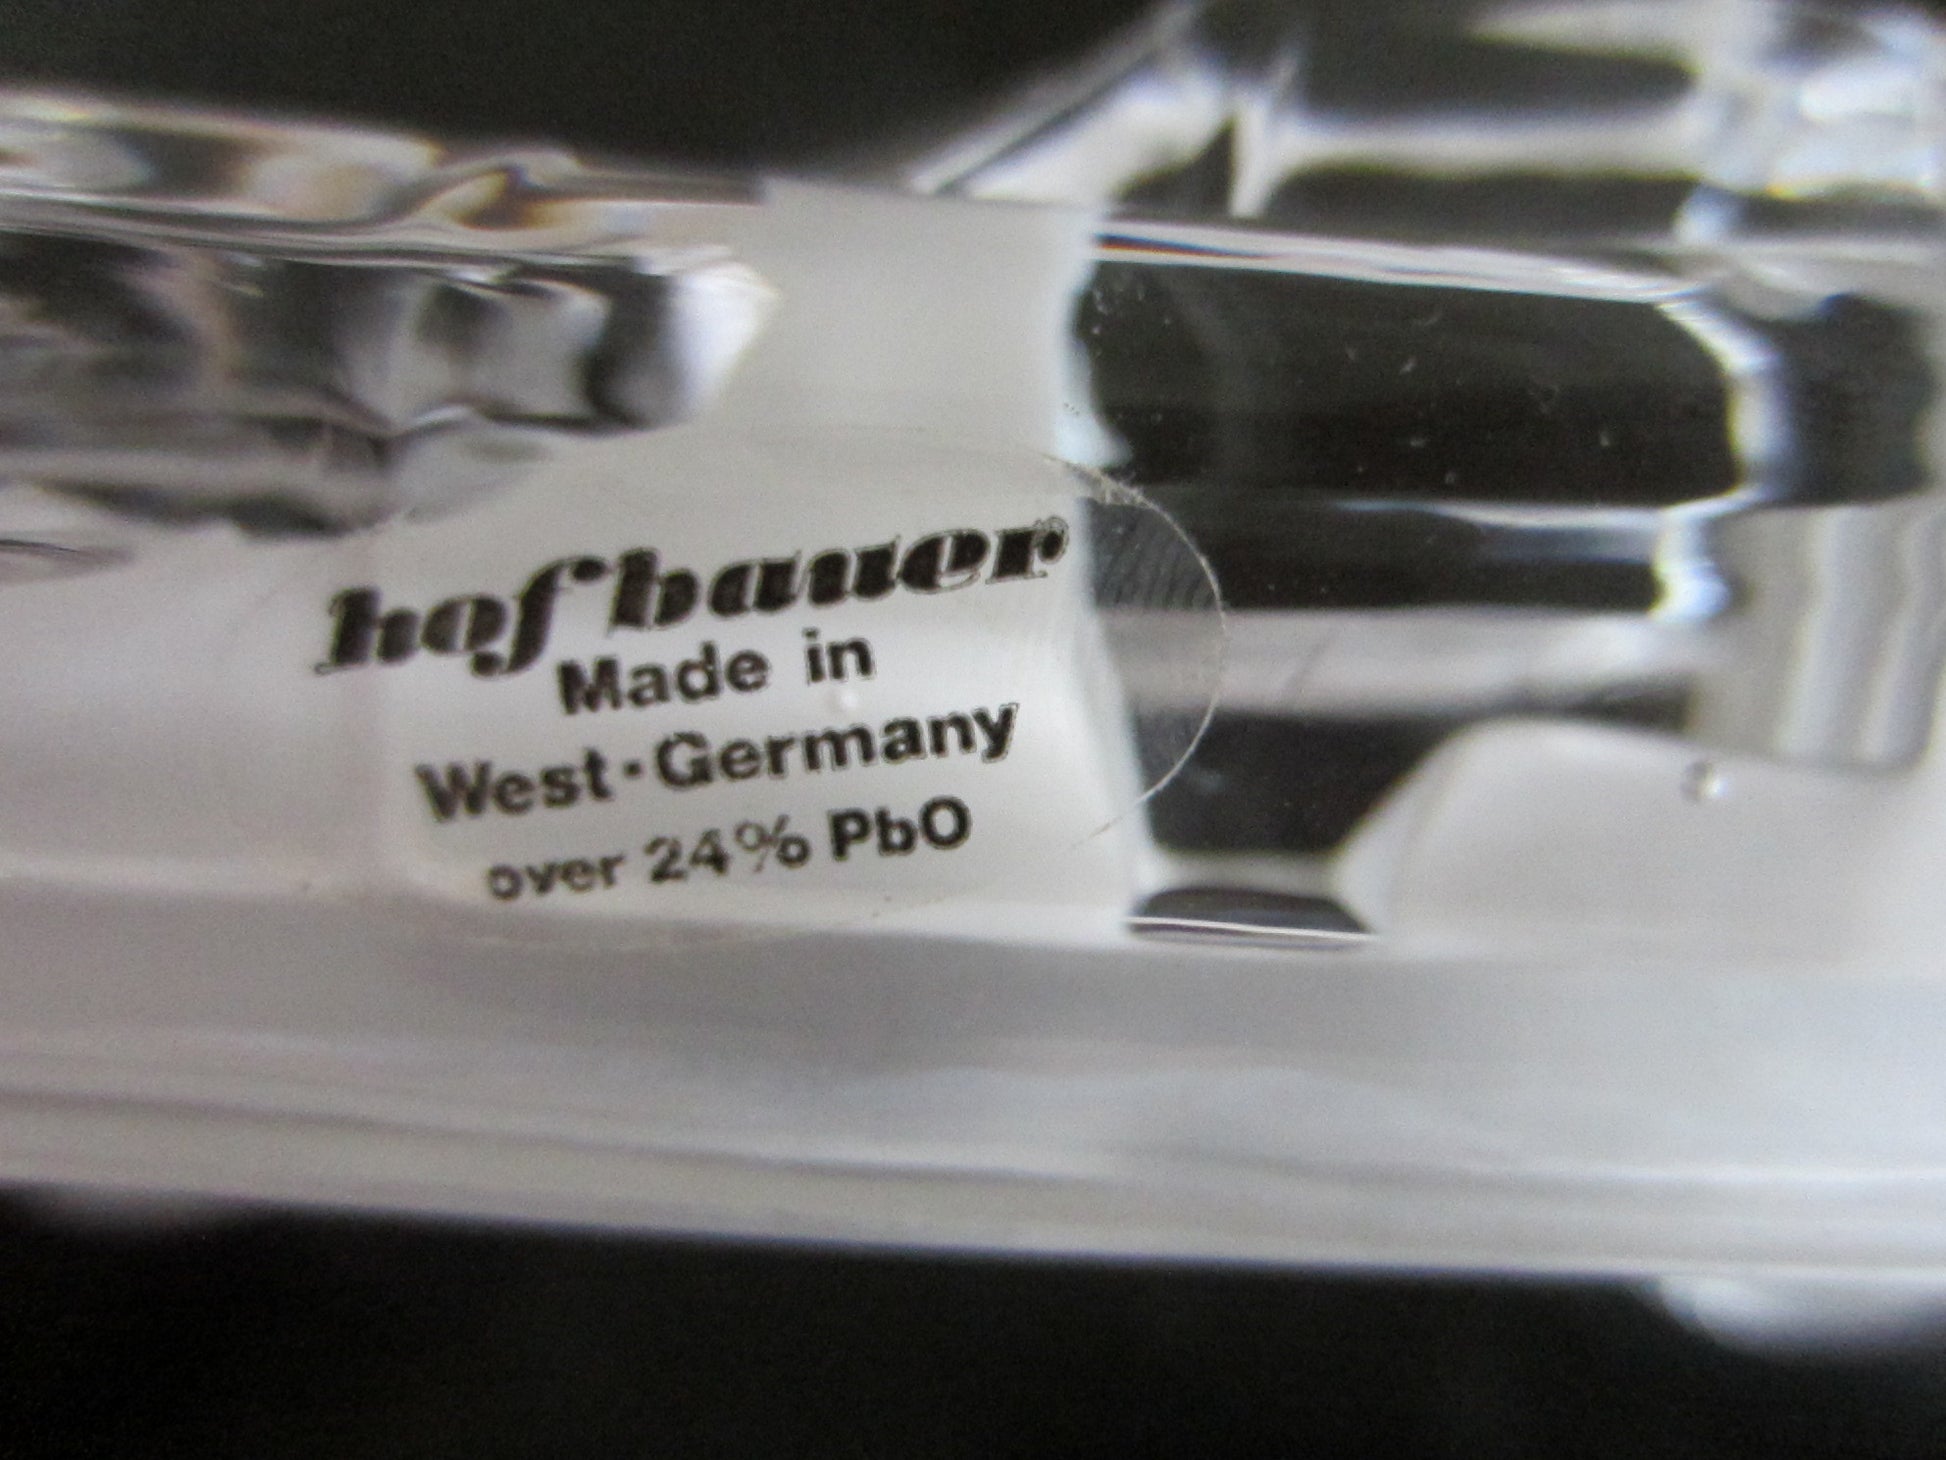 hofbauer
Made in
West·Germany
over 24% PbO